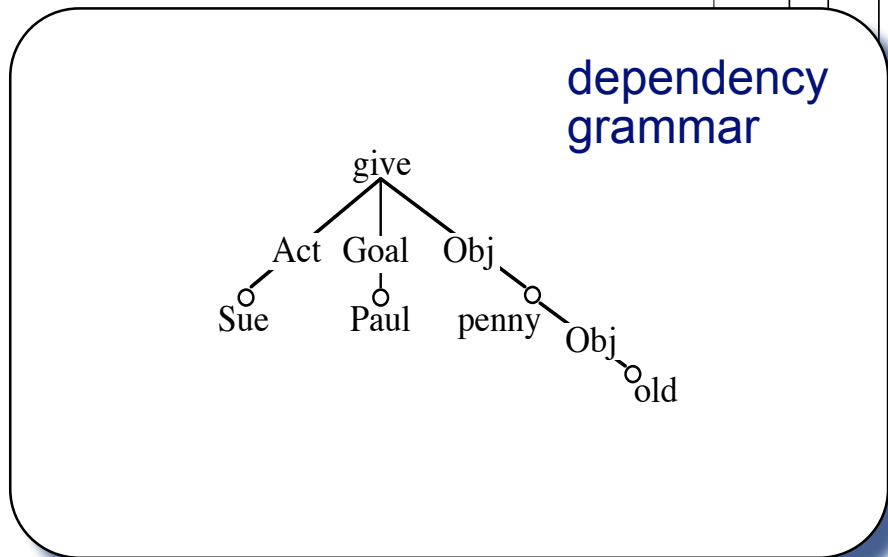 dependency
grammar
give
Act Goal Obj
Sue Paul penny
Obj
old